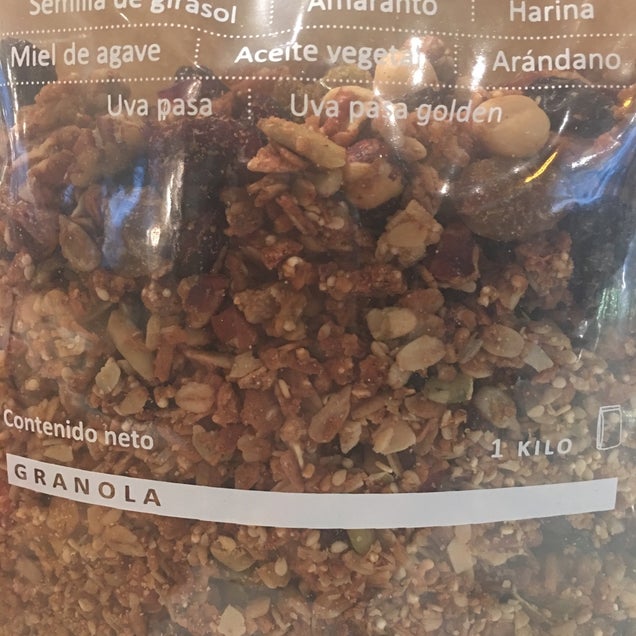 Semilla de girasol Amaranto Harina
Miel de agave Aceite vegetal Arándano
Uva pasa Uva pasa golden
Contenido neto 1 KILO
GRANOLA